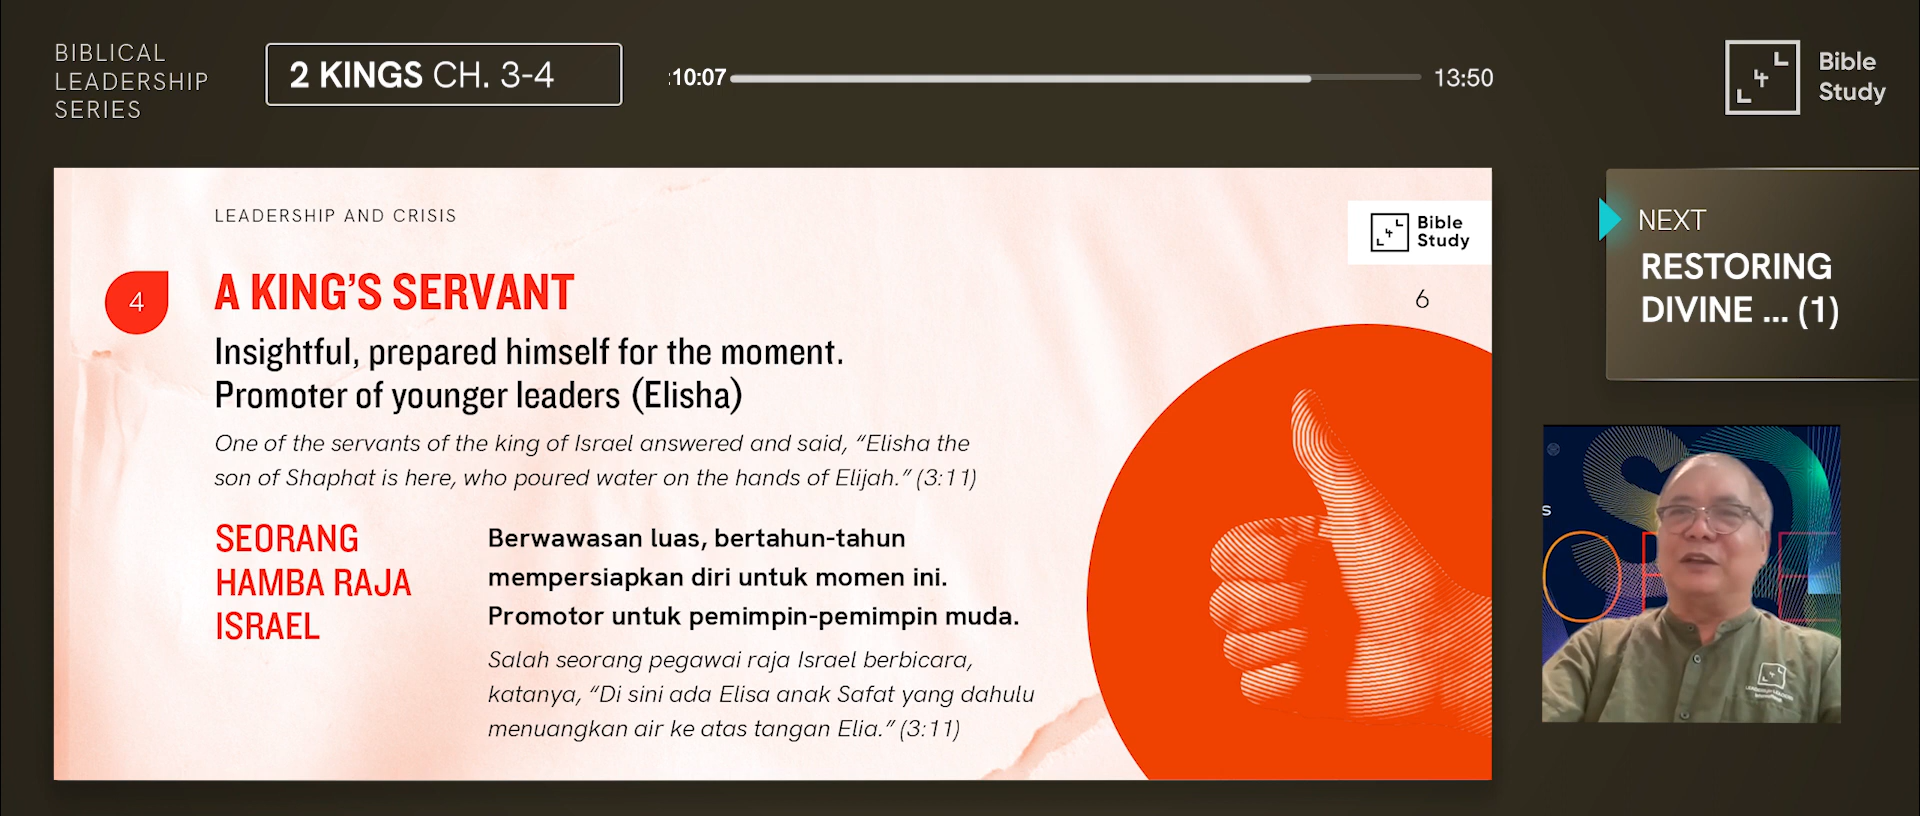 BIBLICAL
LEADERSHIP
SERIES
2 KINGS CH. 3-4
:10:07
13:50
Bible
Study
LEADERSHIP AND CRISIS
Bible
Study
4
A KING'S SERVANT
6
Insightful, prepared himself for the moment.
Promoter of younger leaders (Elisha)
One of the servants of the king of Israel answered and said, “Elisha the
son of Shaphat is here, who poured water on the hands of Elijah.” (3:11)
SEORANG
HAMBA RAJA
ISRAEL
Berwawasan luas, bertahun-tahun
mempersiapkan diri untuk momen ini.
Promotor untuk pemimpin-pemimpin muda.
Salah seorang pegawai raja Israel berbicara,
katanya, “Di sini ada Elisa anak Safat yang dahulu
menuangkan air ke atas tangan Elia.” (3:11)
NEXT
RESTORING
DIVINE ... (1)
s